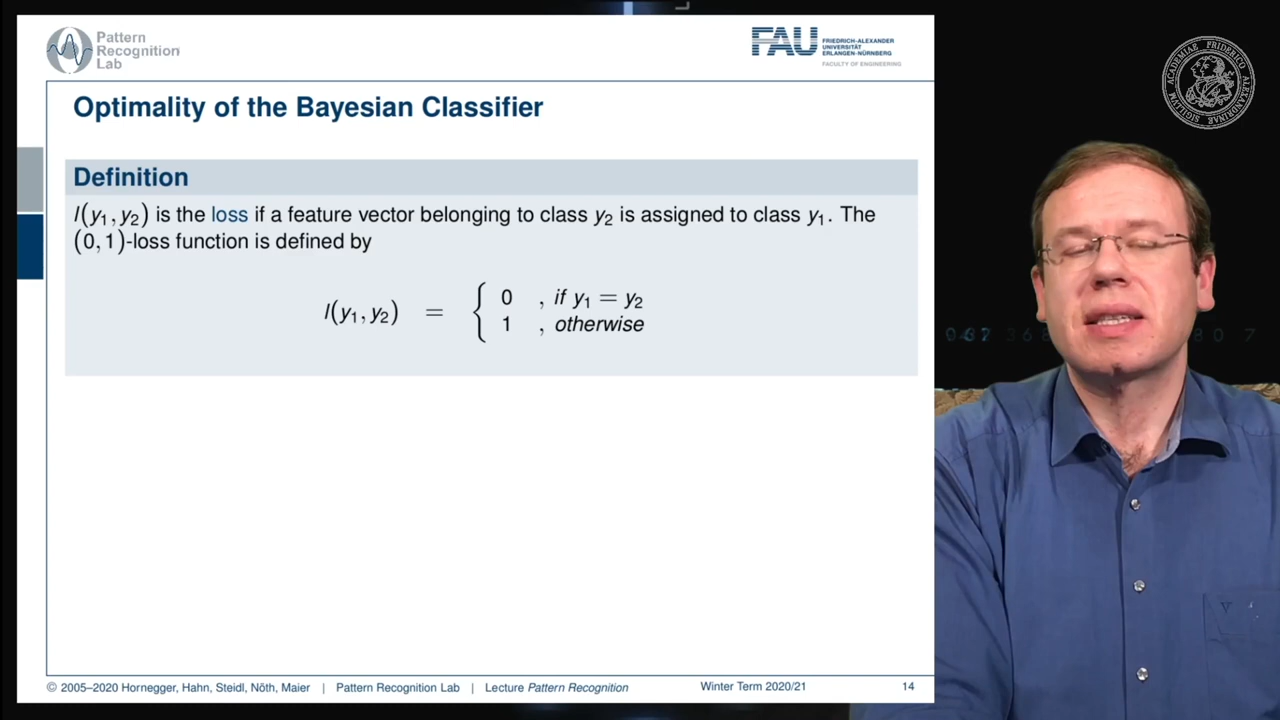 Pattern
Recognition
Lab
FAU
FRIEDRICH-ALEXANDER
UNIVERSITÄT
ERLANGEN-NÜRNBERG
FACULTY OF ENGINEERING
Optimality of the Bayesian Classifier
Definition
l(y₁, y₂) is the loss if a feature vector belonging to class y₂ is assigned to class y₁. The
(0, 1)-loss function is defined by
l(y₁, y₂) = { 0 , if y₁ = y₂
1 , otherwise
© 2005–2020 Hornegger, Hahn, Steidl, Nöth, Maier | Pattern Recognition Lab | Lecture Pattern Recognition Winter Term 2020/21 14